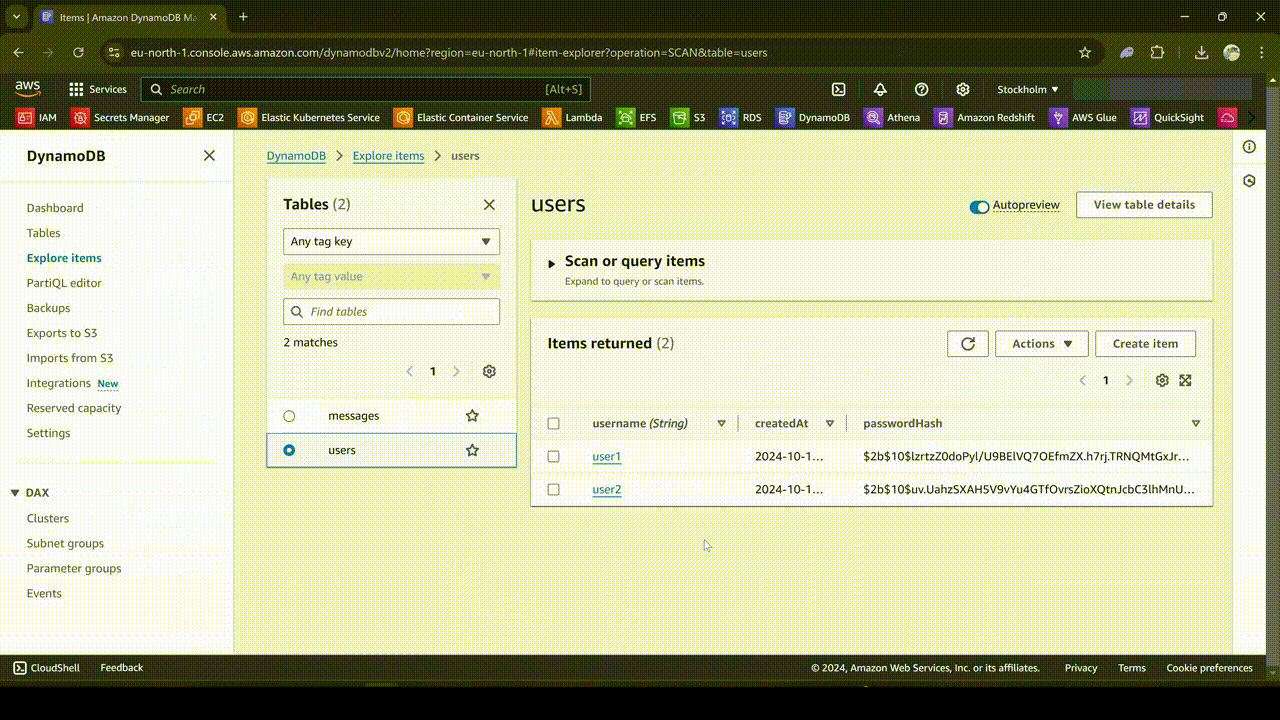 Items | Amazon DynamoDB Ma
eu-north-1.console.aws.amazon.com/dynamodbv2/home?region=eu-north-1#item-explorer?operation=SCAN&table=users
aws Services Search [Alt+S] Stockholm
IAM Secrets Manager EC2 Elastic Kubernetes Service Elastic Container Service Lambda EFS S3 RDS DynamoDB Athena Amazon Redshift AWS Glue QuickSight
DynamoDB
Dashboard
Tables
Explore items
PartiQL editor
Backups
Exports to S3
Imports from S3
Integrations New
Reserved capacity
Settings
DAX
Clusters
Subnet groups
Parameter groups
Events
DynamoDB > Explore items > users
Tables (2)
Any tag key
Any tag value
Find tables
2 matches
1
messages
users
users
Autopreview
View table details
Scan or query items
Expand to query or scan items.
Items returned (2)
Actions
Create item
1
username (String) createdAt passwordHash
user1 2024-10-1... $2b$10$lzrtzZ0doPyl/U9BElVQ7OEfmZX.h7rj.TRNQMtGxJr...
user2 2024-10-1... $2b$10$uv.UahzSXAH5V9vYu4GTfOvrsZioXQtnJcbC3lhMnU...
CloudShell Feedback © 2024, Amazon Web Services, Inc. or its affiliates. Privacy Terms Cookie preferences